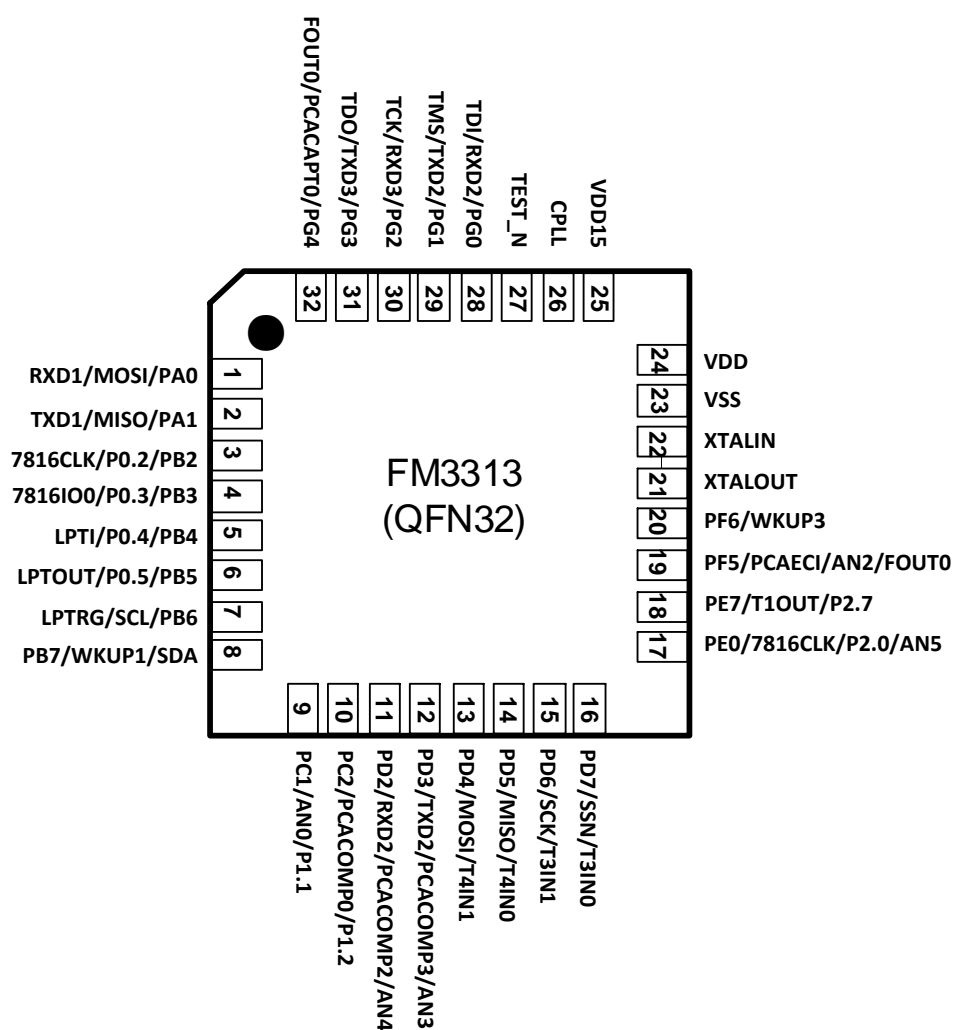 FOUT0/PCACAPT0/PG4
TDO/TXD3/PG3
TCK/RXD3/PG2
TMS/TXD2/PG1
TDI/RXD2/PG0
TEST_N
CPLL
VDD15
32
31
30
29
28
27
26
25
RXD1/MOSI/PA0
1
TXD1/MISO/PA1
2
7816CLK/P0.2/PB2
3
7816IO0/P0.3/PB3
4
LPTI/P0.4/PB4
5
LPTOUT/P0.5/PB5
6
LPTRG/SCL/PB6
7
PB7/WKUP1/SDA
8
FM3313
(QFN32)
24
VDD
23
VSS
22
XTALIN
21
XTALOUT
20
PF6/WKUP3
19
PF5/PCAECI/AN2/FOUT0
18
PE7/T1OUT/P2.7
17
PE0/7816CLK/P2.0/AN5
9
10
11
12
13
14
15
16
PC1/AN0/P1.1
PC2/PCACOMP0/P1.2
PD2/RXD2/PCACOMP2/AN4
PD3/TXD2/PCACOMP3/AN3
PD4/MOSI/T4IN1
PD5/MISO/T4IN0
PD6/SCK/T3IN1
PD7/SSN/T3IN0